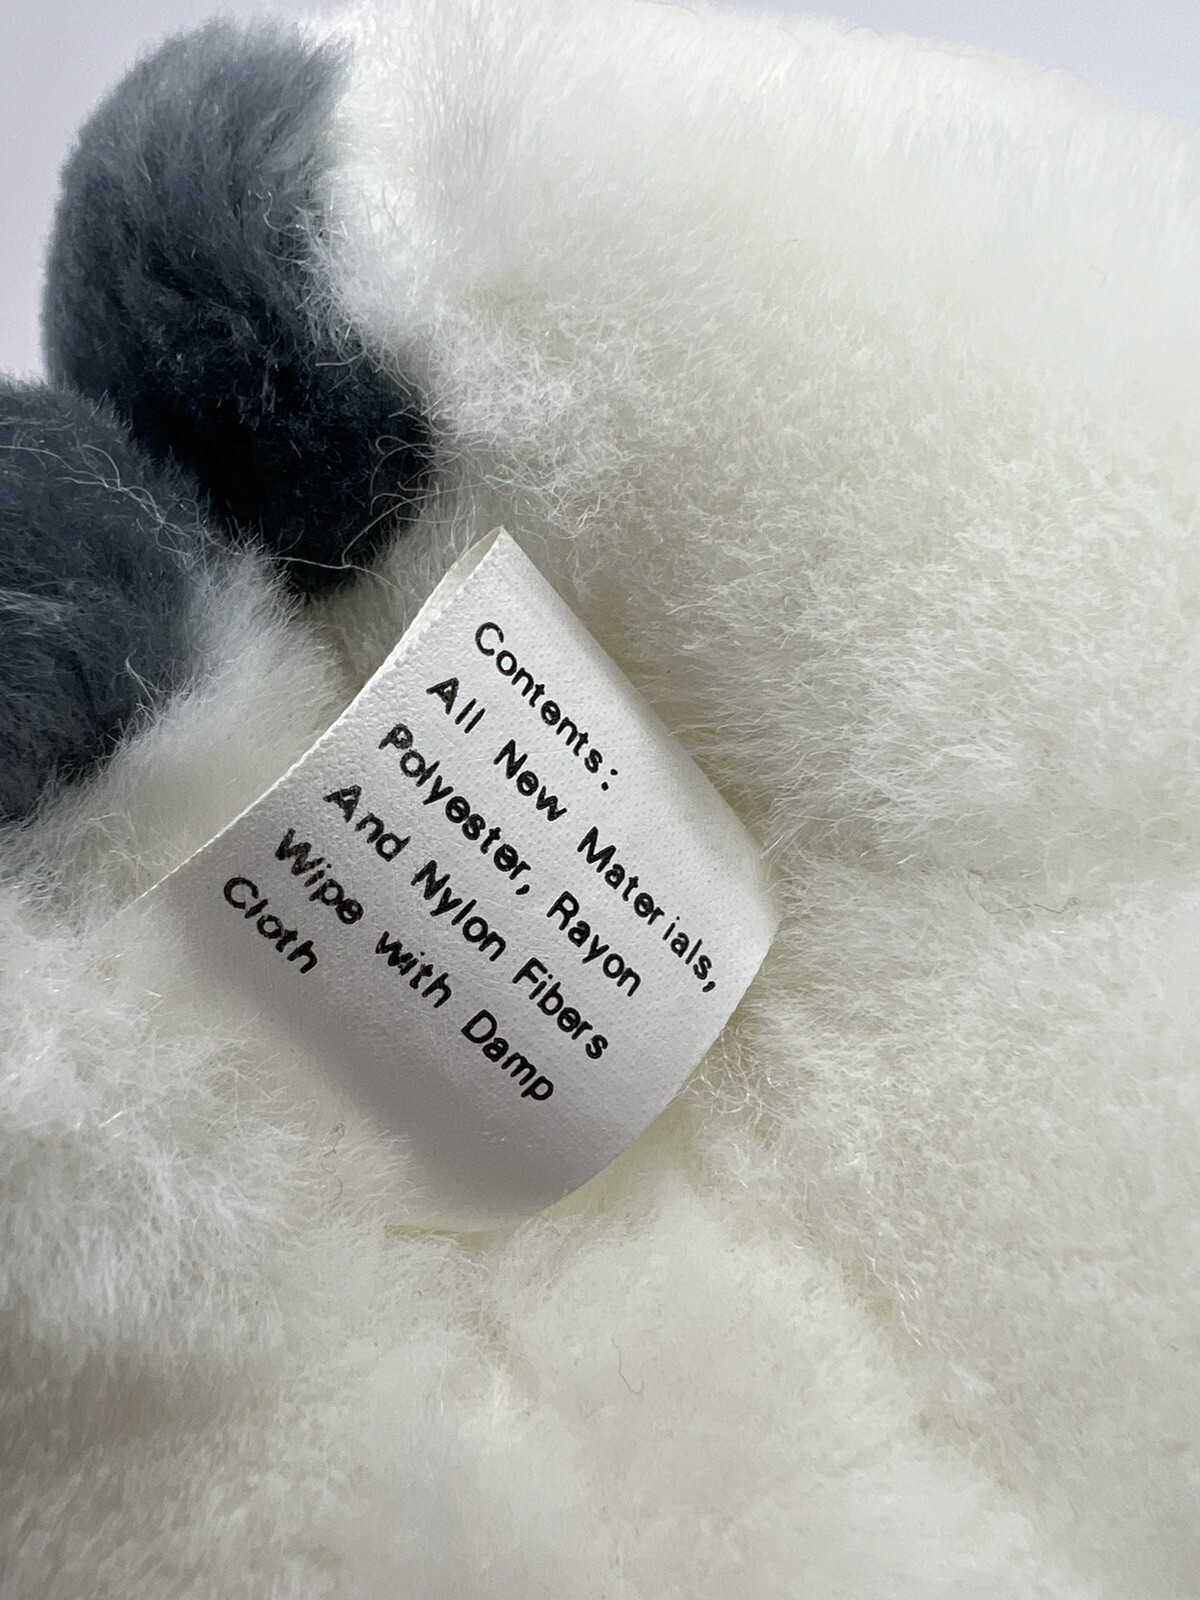 Contents:
All New Materials,
Polyester, Rayon
And Nylon Fibers
Wipe with Damp
Cloth